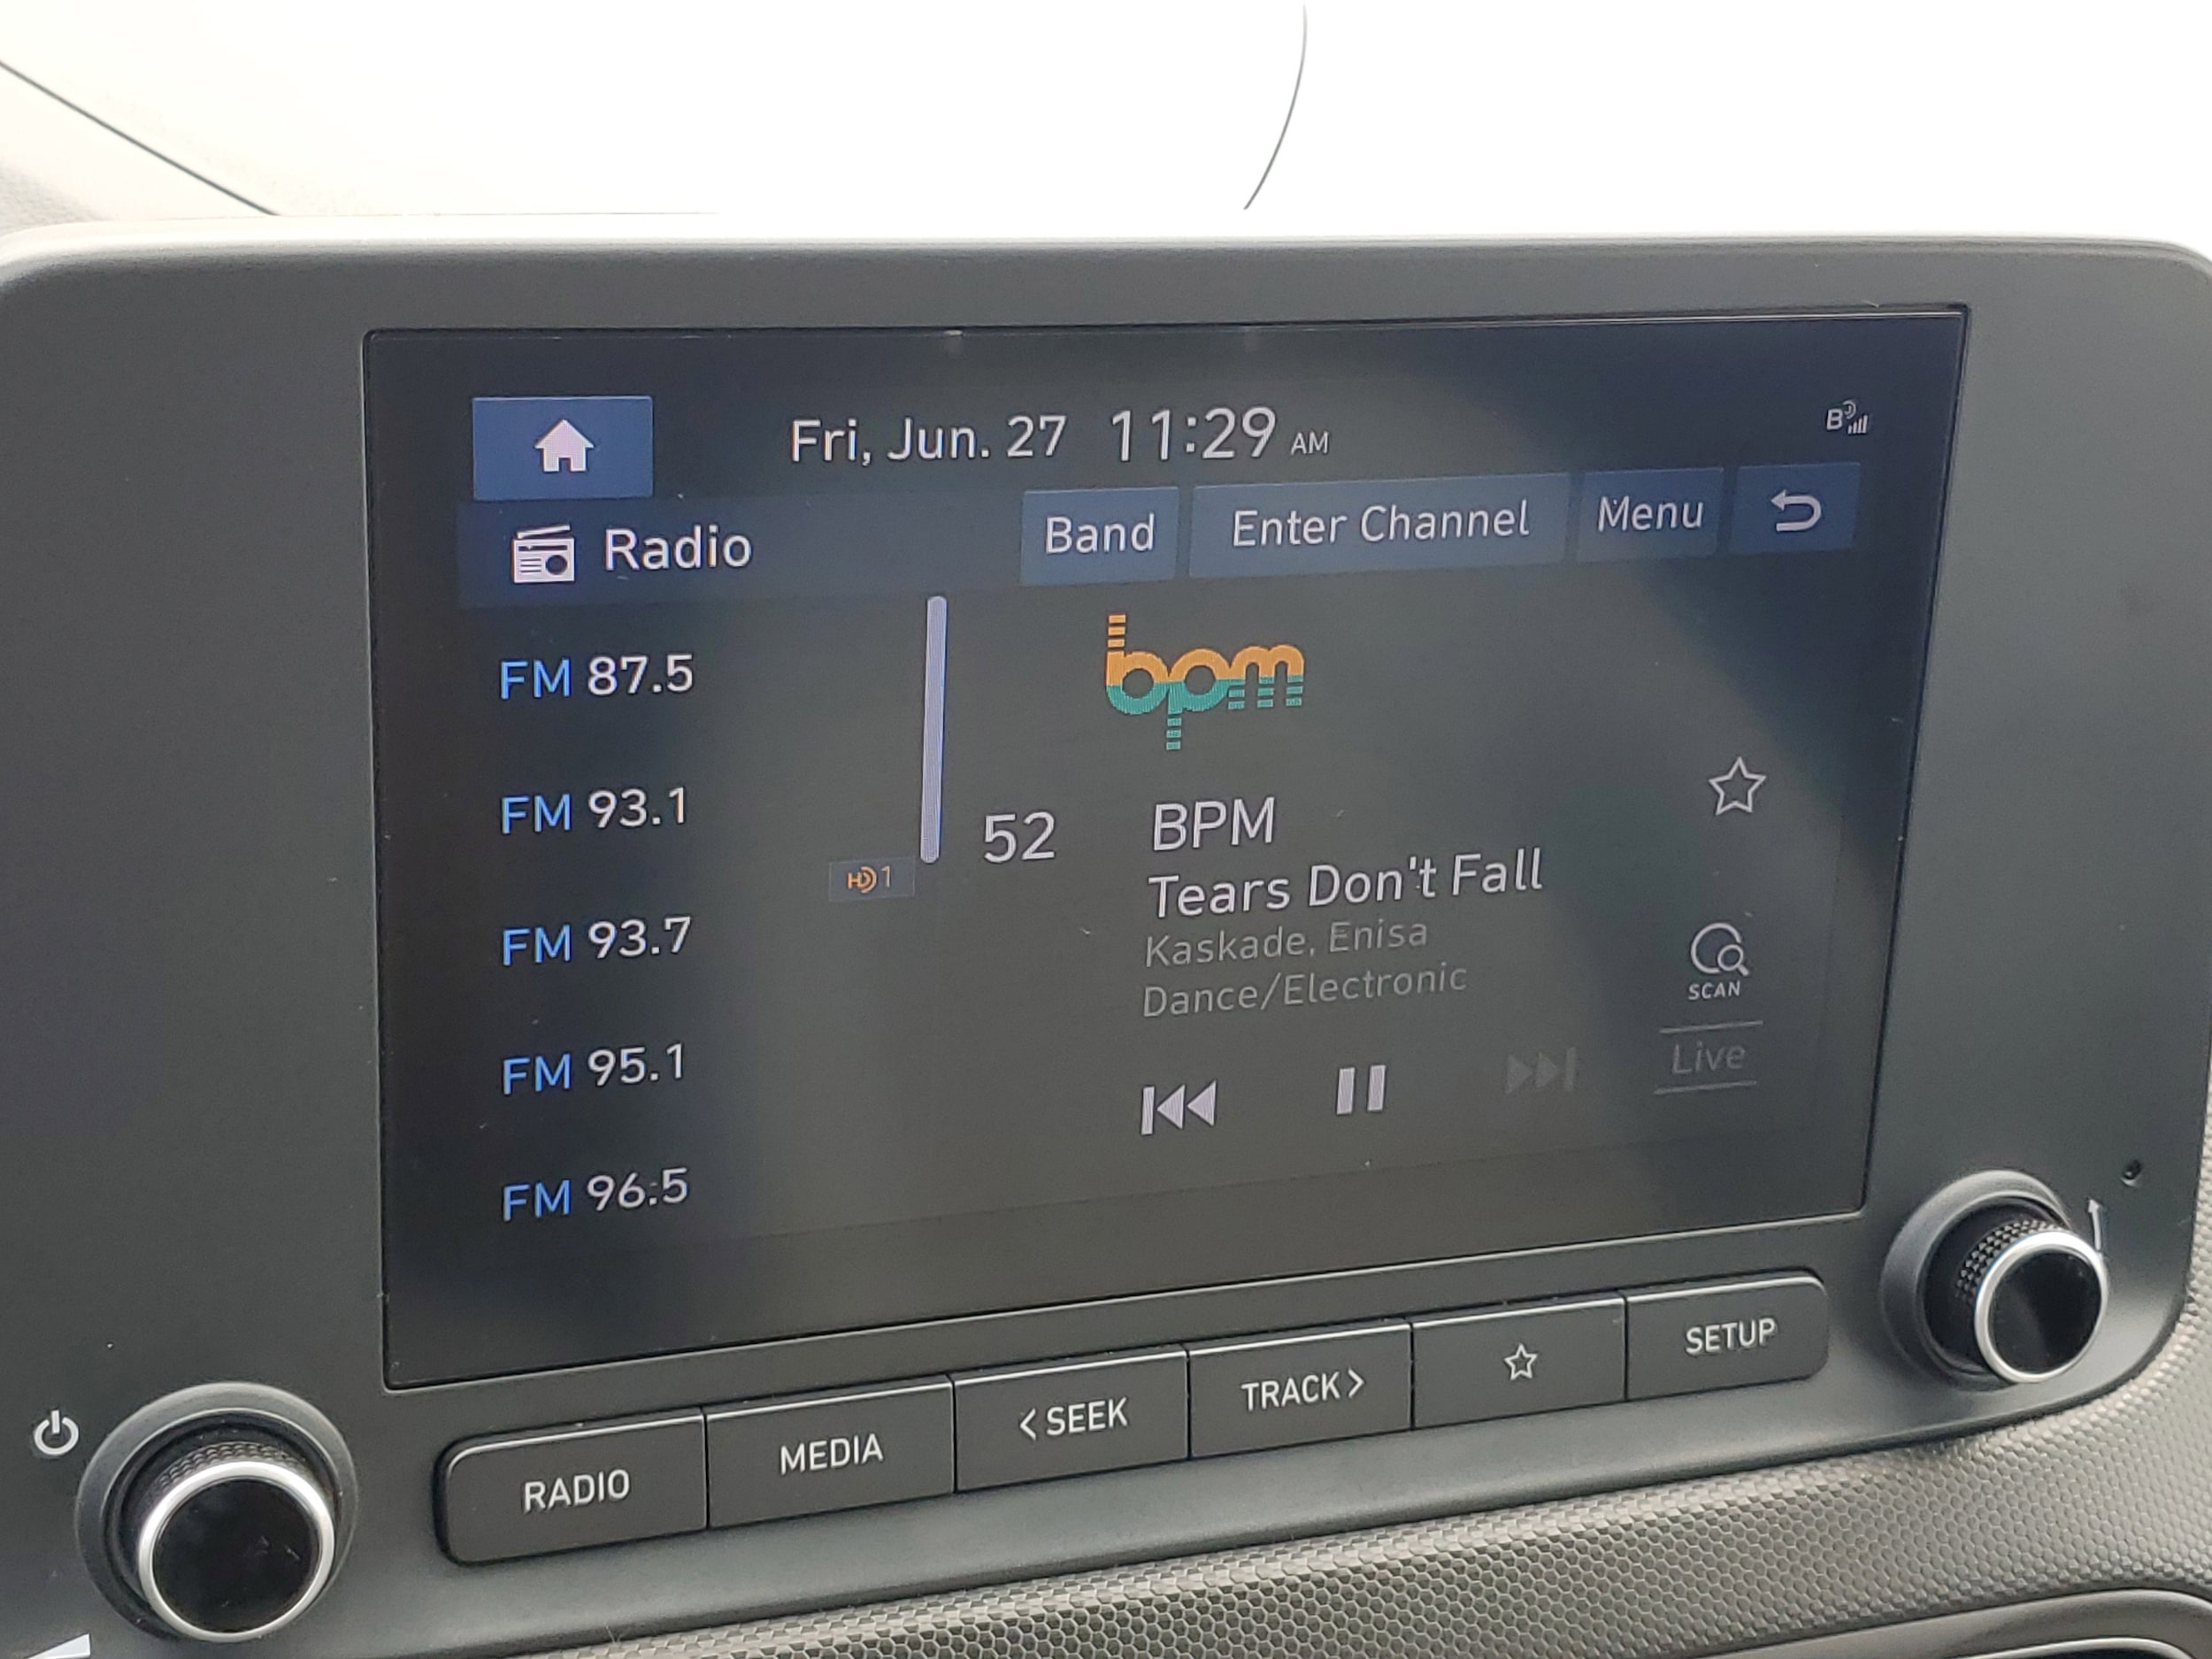 Fri, Jun. 27 11:29 AM
B
Radio
Band
Enter Channel
Menu
FM 87.5
FM 93.1
HD 1
FM 93.7
FM 95.1
FM 96.5
bpm
52
BPM
Tears Don't Fall
Kaskade, Enisa
Dance/Electronic
SCAN
Live
RADIO
MEDIA
< SEEK
TRACK >
SETUP